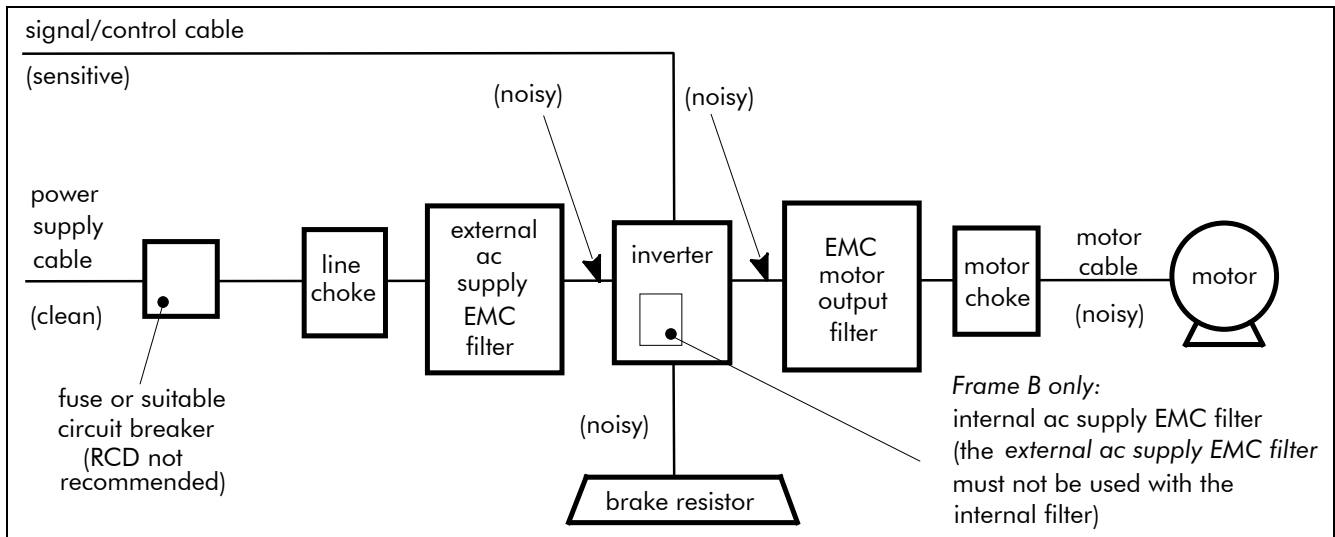 signal/control cable
(sensitive)
(noisy)
(noisy)
power
supply
cable
(clean)
fuse or suitable
circuit breaker
(RCD not
recommended)
line
choke
external
ac
supply
EMC
filter
inverter
(noisy)
brake resistor
EMC
motor
output
filter
motor
choke
motor
cable
(noisy)
motor
Frame B only:
internal ac supply EMC filter
(the external ac supply EMC filter
must not be used with the
internal filter)